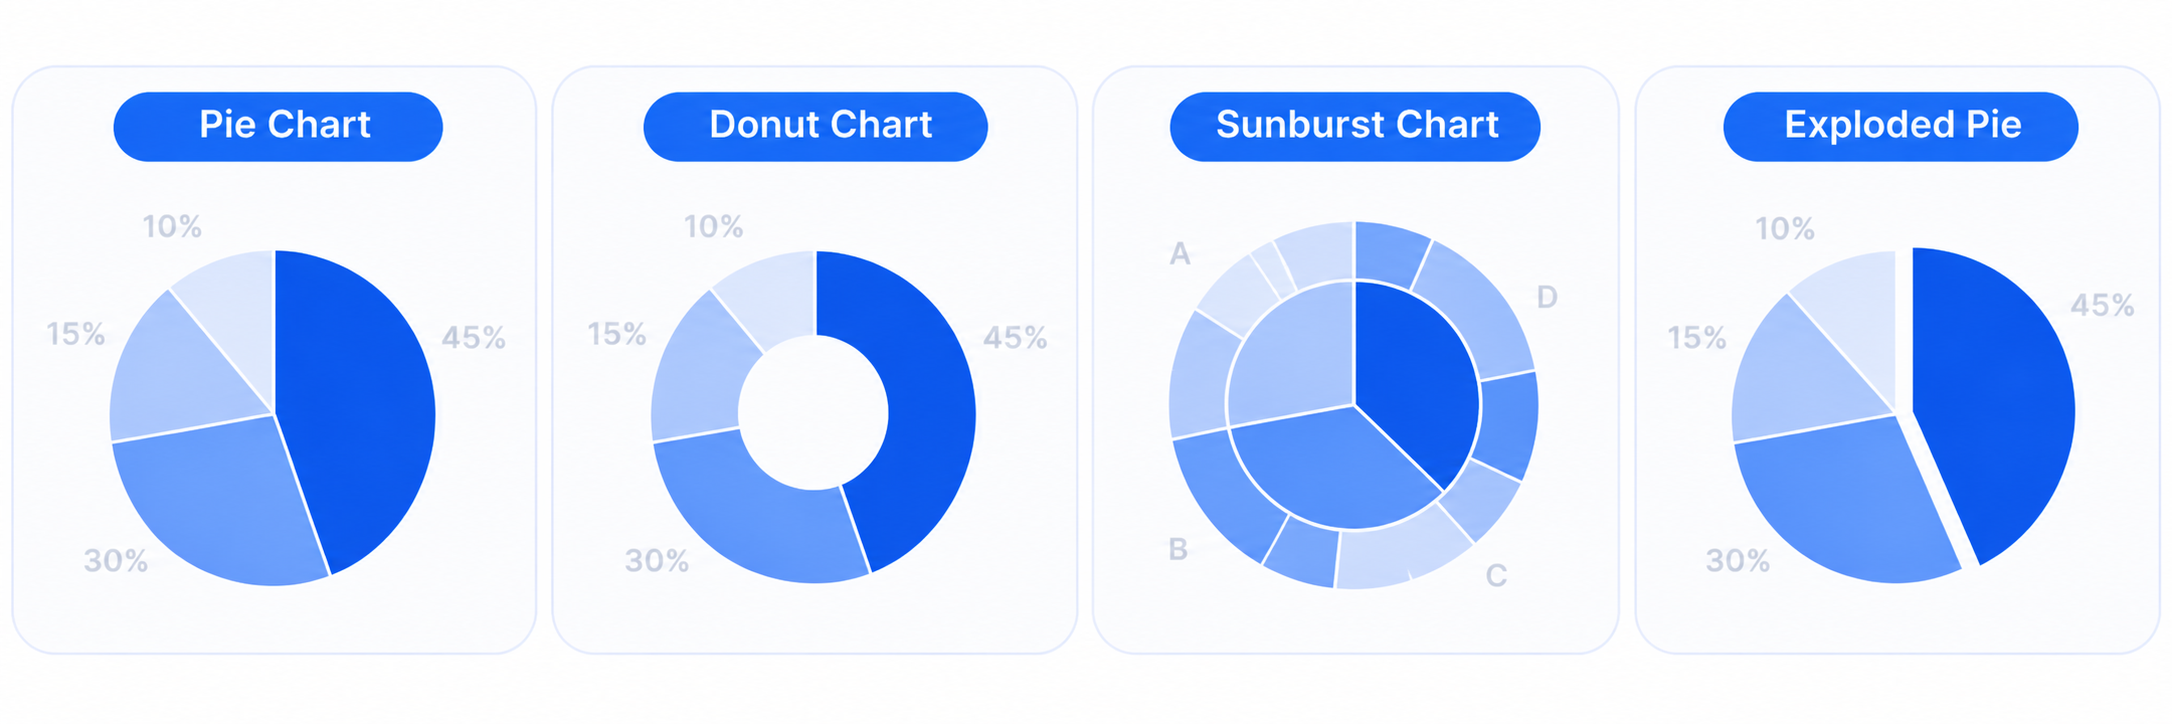 Pie Chart
10%
15%
45%
30%
Donut Chart
10%
15%
45%
30%
Sunburst Chart
A
D
B
C
Exploded Pie
10%
45%
15%
30%